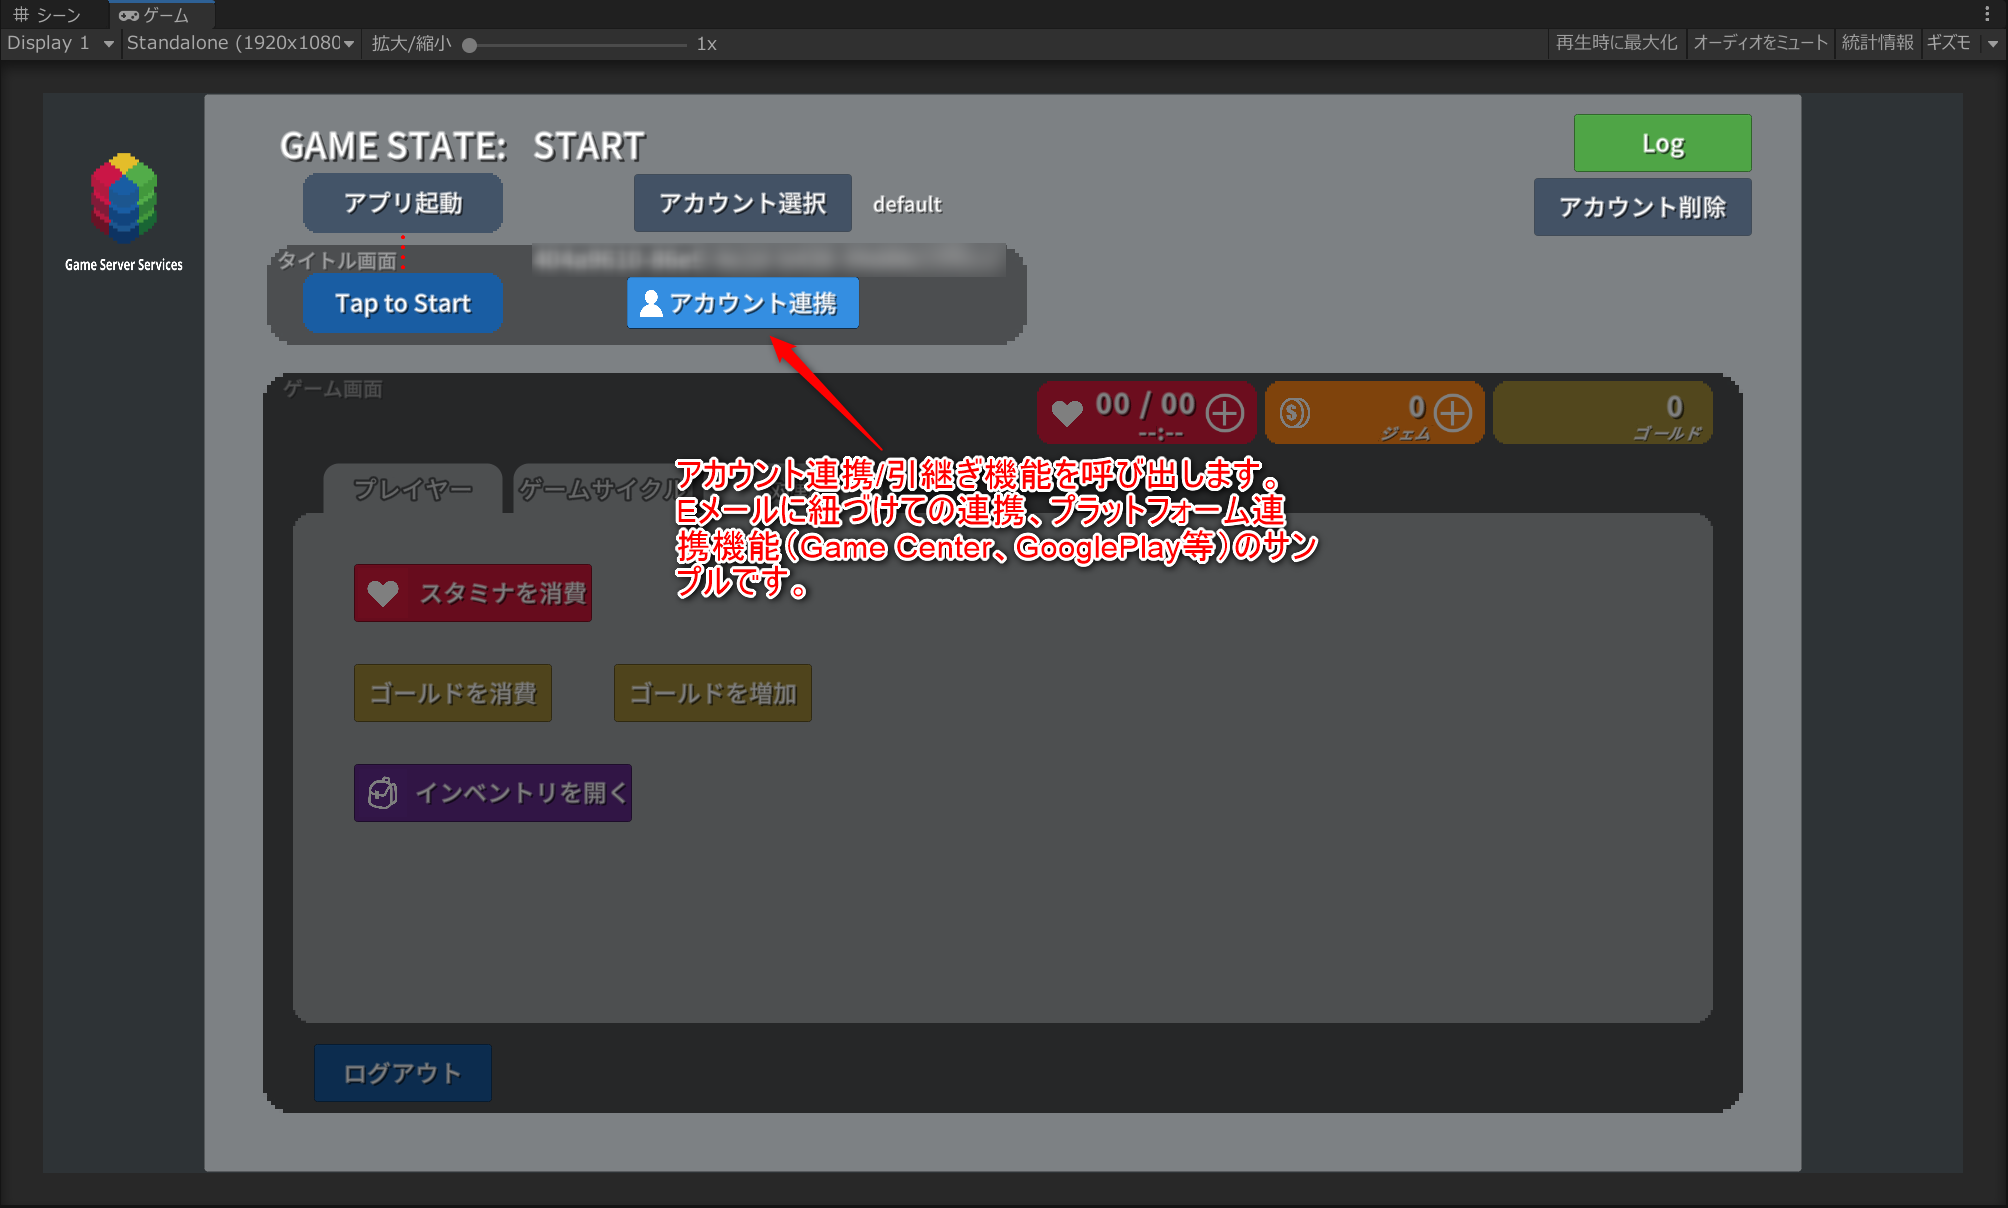 シーン
ゲーム
Display 1
Standalone (1920x1080
拡大/縮小
1x
再生時に最大化
オーディオをミュート
統計情報
ギズモ
Game Server Services
GAME STATE: START
Log
アプリ起動
アカウント選択
default
アカウント削除
タイトル画面
Tap to Start
アカウント連携
ゲーム画面
00 / 00
--:--
0
ジェム
0
ゴールド
プレイヤー
ゲームサイクル
アカウント連携/引継ぎ機能を呼び出します。
Eメールに紐づけての連携、プラットフォーム連
携機能(Game Center、GooglePlay等)のサン
プルです。
スタミナを消費
ゴールドを消費
ゴールドを増加
インベントリを開く
ログアウト